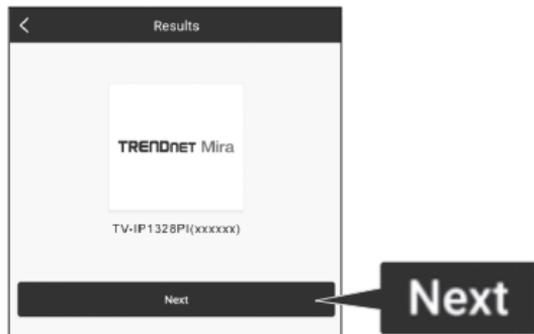 Results
TRENDnet Mira
TV-IP1328PI(xxxxxx)
Next
Next